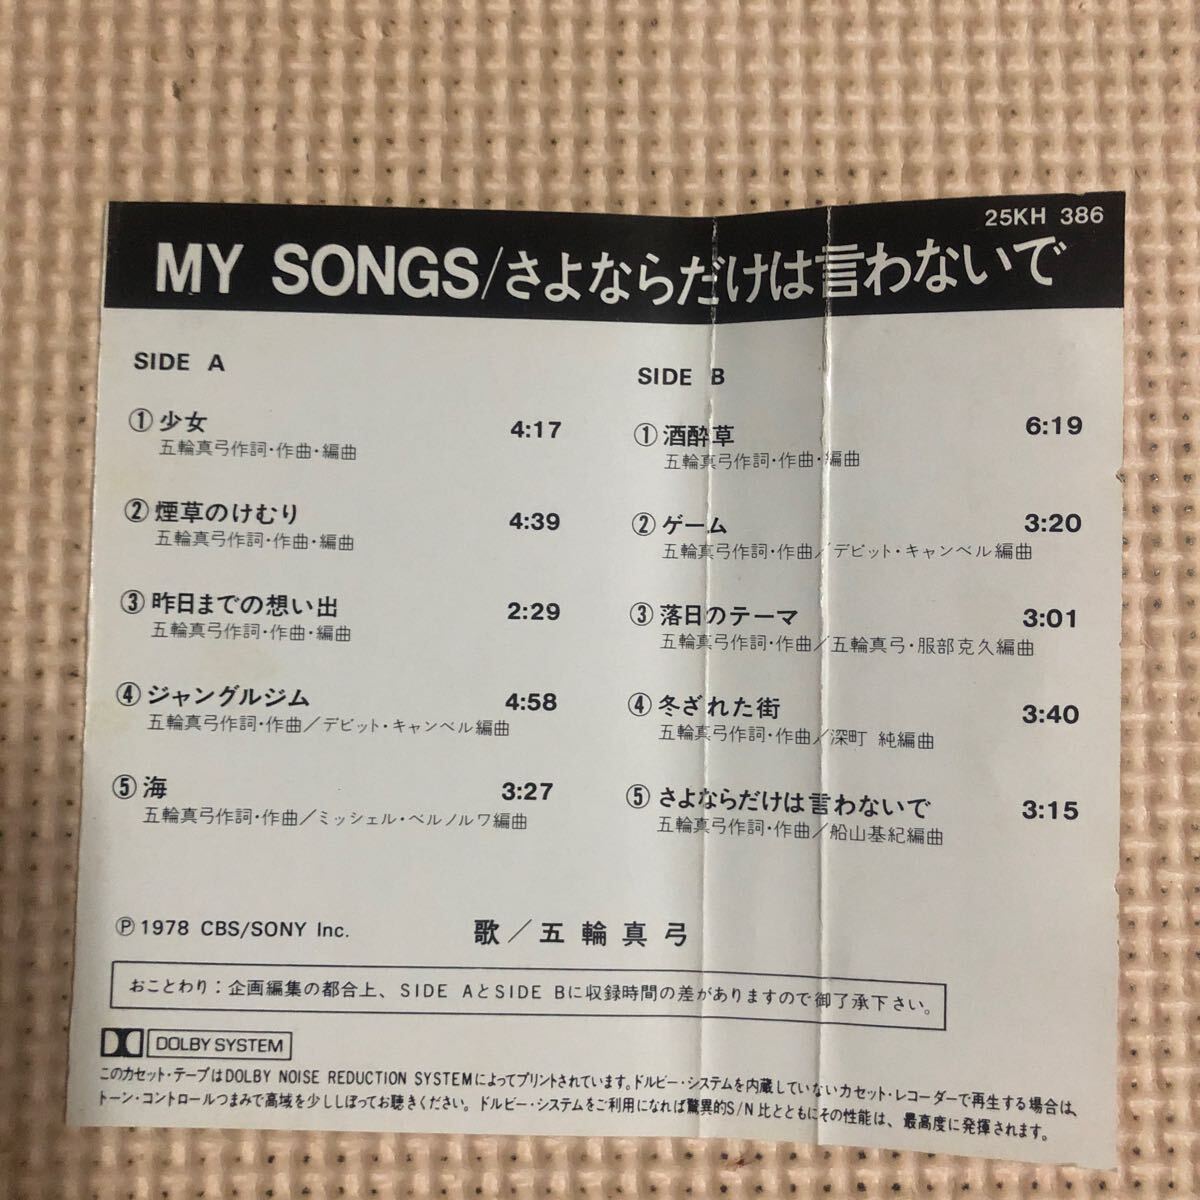 25KH 386
MY SONGS/さよならだけは言わないで
SIDE A
①少女 4:17
五輪真弓作詞・作曲・編曲
②煙草のけむり 4:39
五輪真弓作詞・作曲・編曲
③昨日までの想い出 2:29
五輪真弓作詞・作曲・編曲
④ジャングルジム 4:58
五輪真弓作詞・作曲/デビット・キャンベル編曲
⑤海 3:27
五輪真弓作詞・作曲/ミッシェル・ベルノルワ編曲
SIDE B
①酒酔草 6:19
五輪真弓作詞・作曲・編曲
②ゲーム 3:20
五輪真弓作詞・作曲/デビット・キャンベル編曲
③落日のテーマ 3:01
五輪真弓作詞・作曲/五輪真弓・服部克久編曲
④冬ざれた街 3:40
五輪真弓作詞・作曲/深町 純編曲
⑤さよならだけは言わないで 3:15
五輪真弓作詞・作曲/船山基紀編曲
Ⓟ1978 CBS/SONY Inc. 歌/五輪真弓
おことわり:企画編集の都合上、SIDE AとSIDE Bに収録時間の差がありますので御了承下さい。
DOLBY SYSTEM
このカセット・テープはDOLBY NOISE REDUCTION SYSTEMによってプリントされています。ドルビー・システムを内蔵していないカセット・レコーダーで再生する場合は、
トーン・コントロールつまみで高域を少ししぼってお聴きください。ドルビー・システムをご利用になれば驚異的S/N比とともにその性能は、最高度に発揮されます。